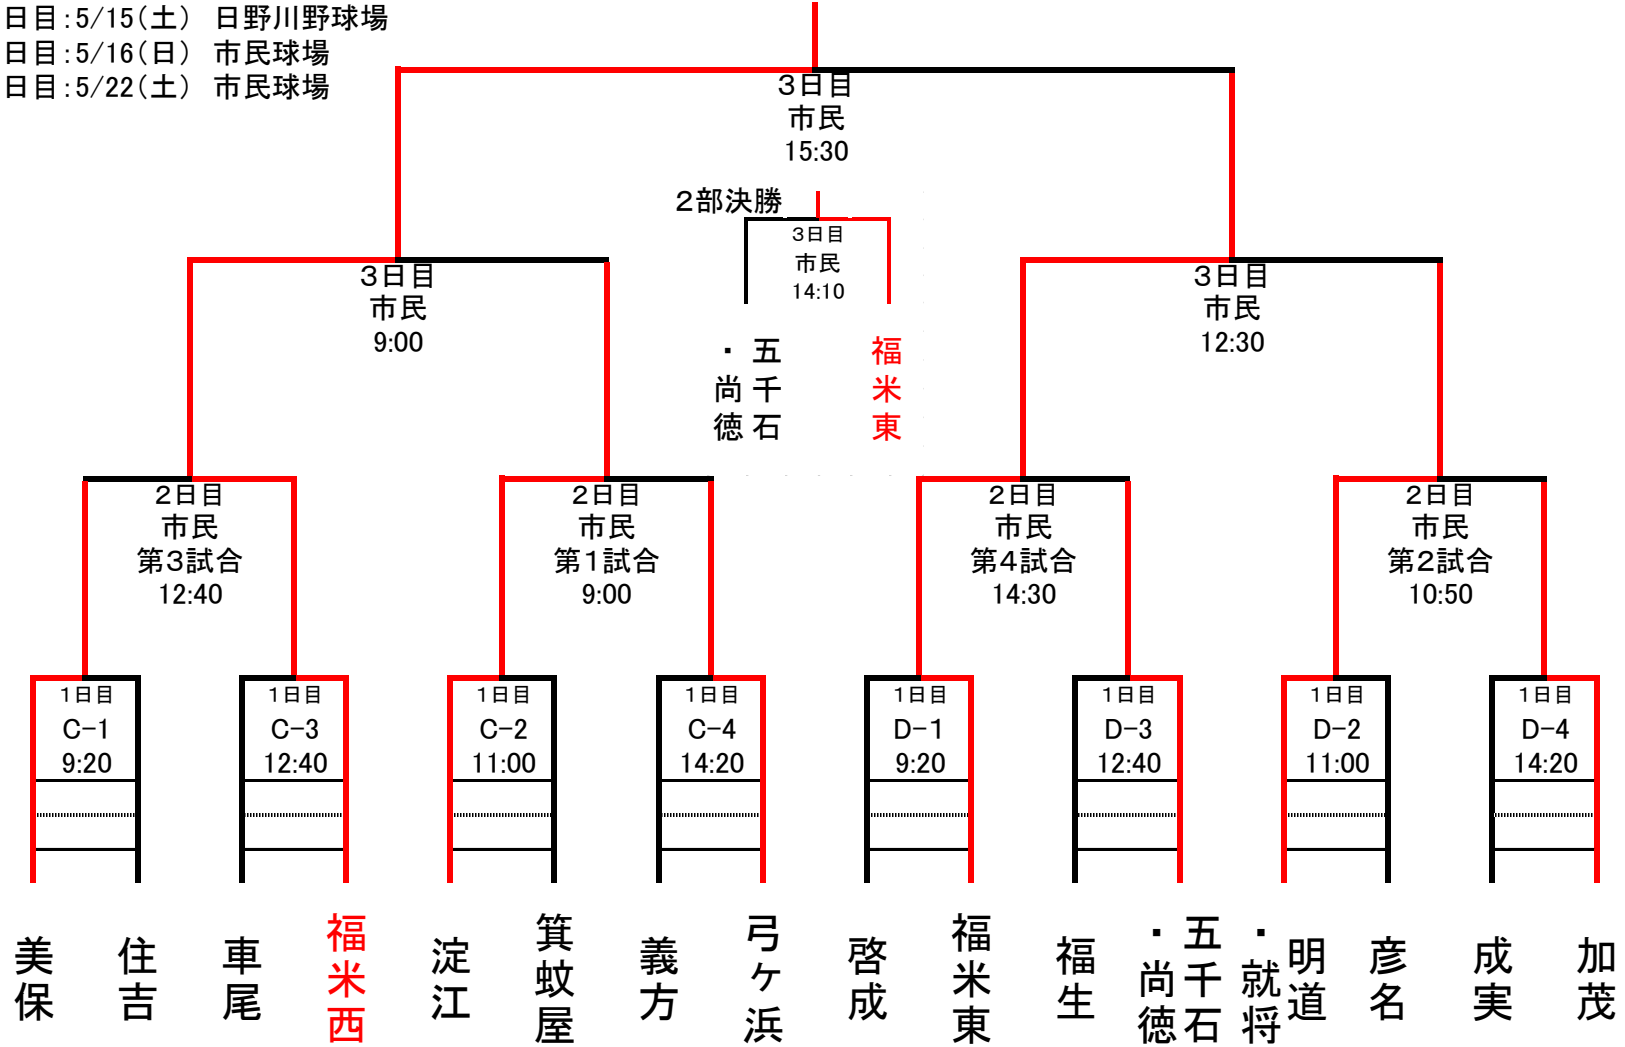 日目:5/15(土) 日野川野球場
日目:5/16(日) 市民球場
日目:5/22(土) 市民球場
3日目
市民
15:30
2部決勝
3日目
市民
14:10
五千石
・尚徳
福米東
3日目
市民
9:00
3日目
市民
12:30
2日目
市民
第3試合
12:40
2日目
市民
第1試合
9:00
2日目
市民
第4試合
14:30
2日目
市民
第2試合
10:50
1日目
C-1
9:20
1日目
C-3
12:40
1日目
C-2
11:00
1日目
C-4
14:20
1日目
D-1
9:20
1日目
D-3
12:40
1日目
D-2
11:00
1日目
D-4
14:20
美保
住吉
車尾
福米西
淀江
箕蚊屋
義方
弓ヶ浜
啓成
福米東
福生
五千石
・尚徳
明道
・就将
彦名
成実
加茂